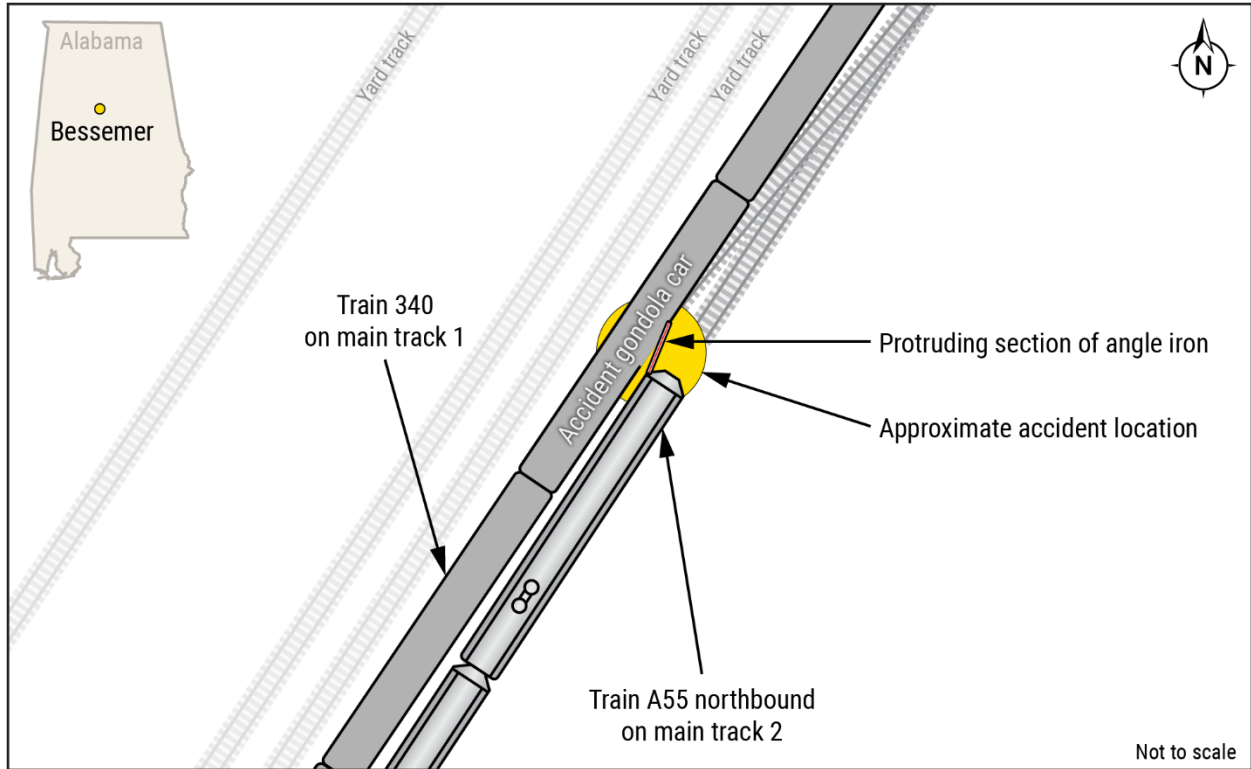 Alabama
Bessemer
Yard track
Yard track
Yard track
N
Accident gondola car
Train 340
on main track 1
Protruding section of angle iron
Approximate accident location
Train A55 northbound
on main track 2
Not to scale